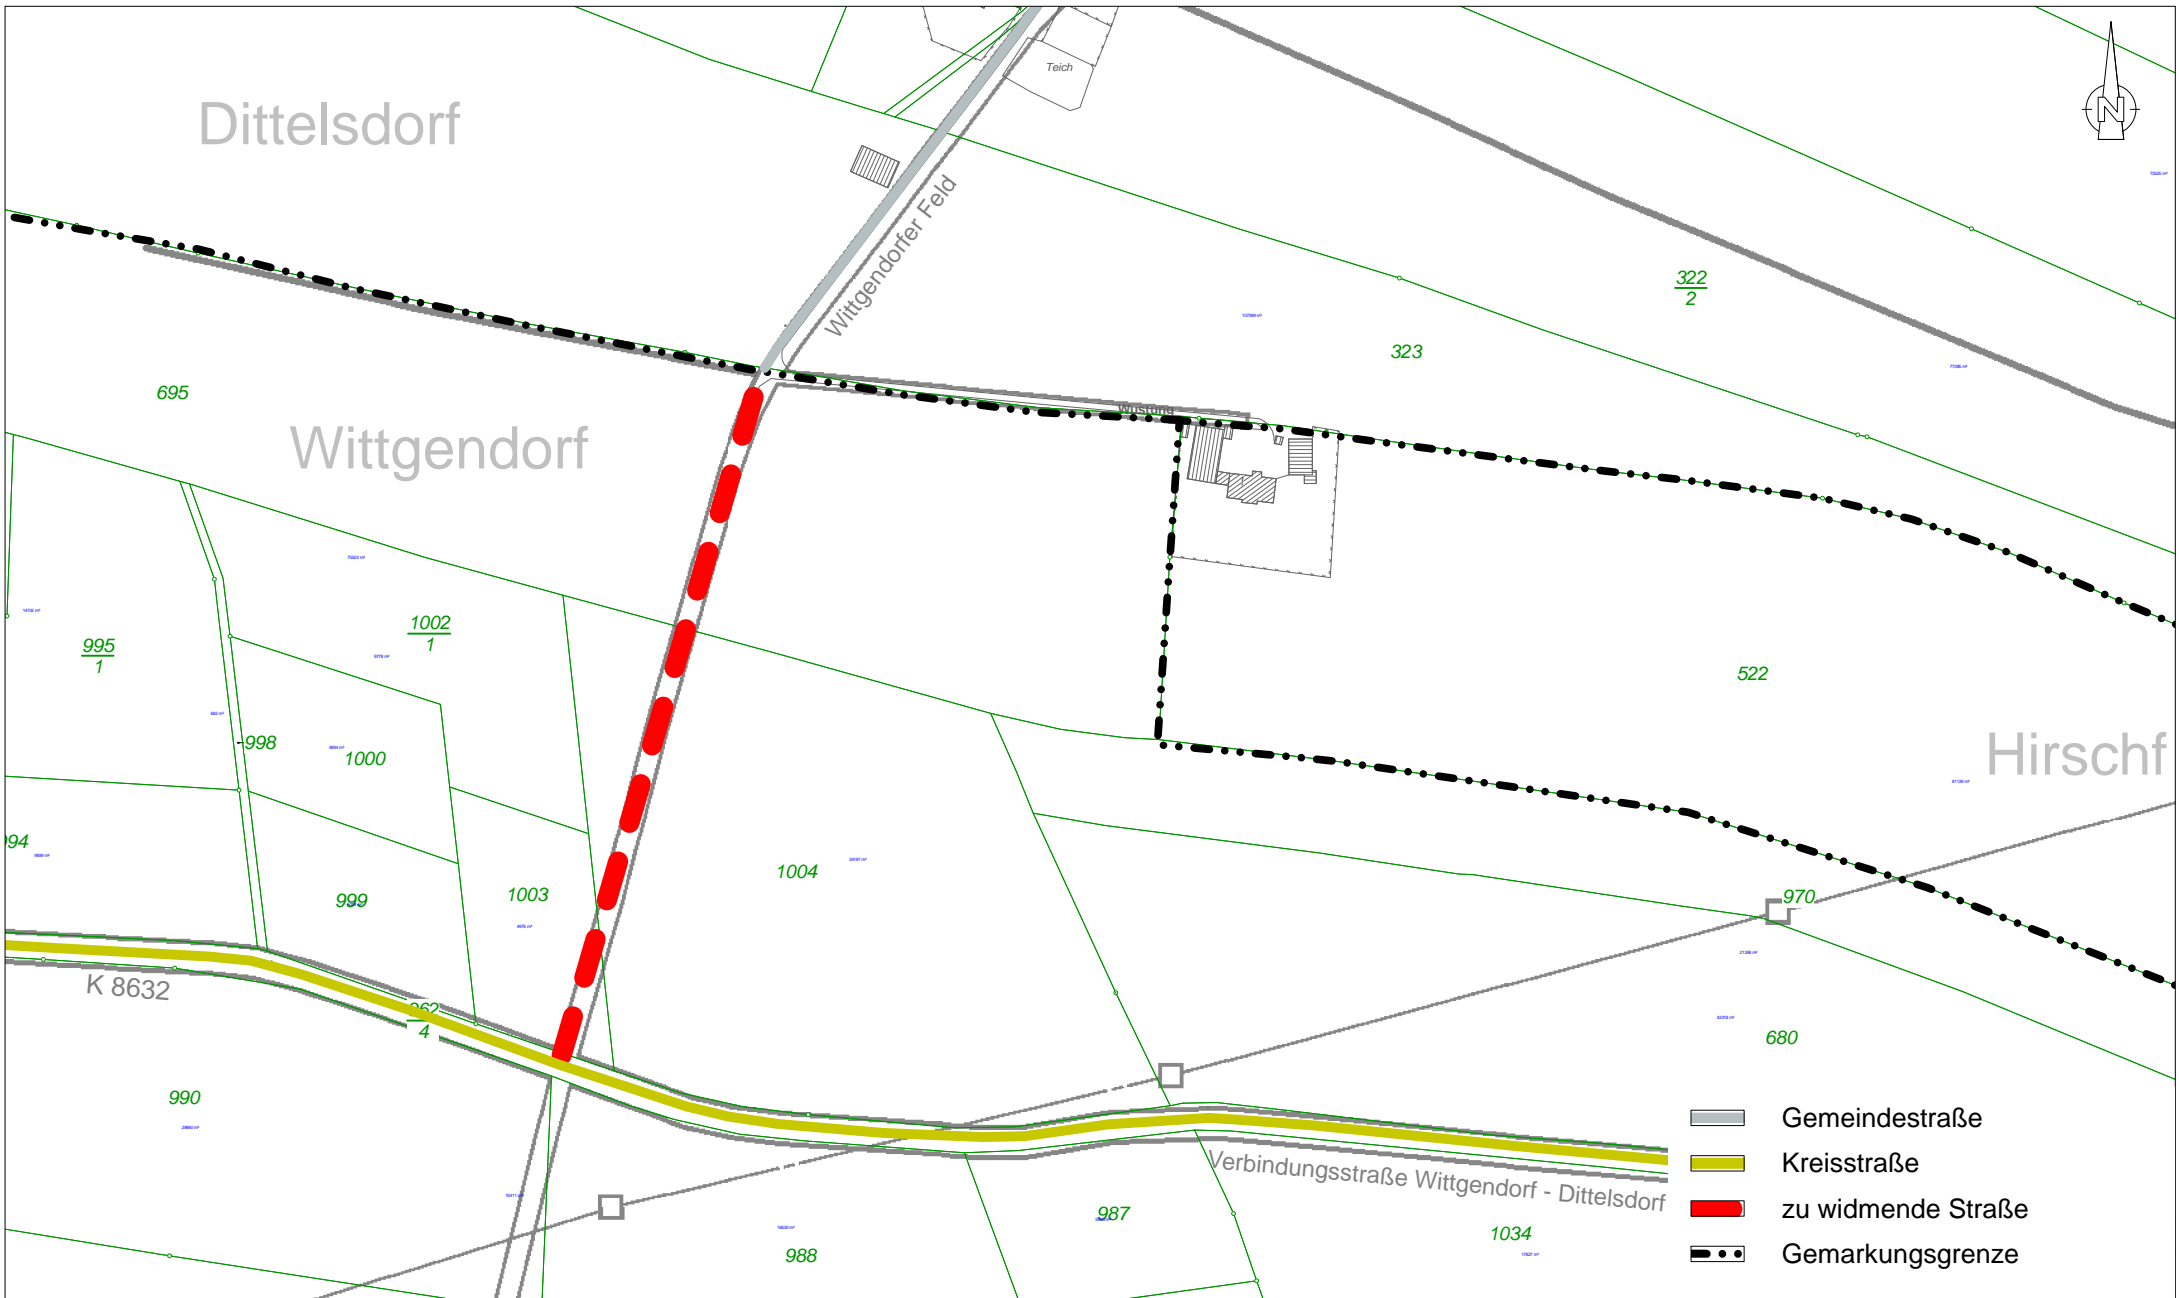 Teich
Dittelsdorf
N
Wittgendorfer Feld
322
2
323
695
Wüstung
Wittgendorf
1002
1
995
1
522
998
1000
Hirschf
94
1004
999
1003
970
K 8632
962
4
680
990
Gemeindestraße
Kreisstraße
Verbindungsstraße Wittgendorf - Dittelsdorf
zu widmende Straße
987
1034
988
Gemarkungsgrenze